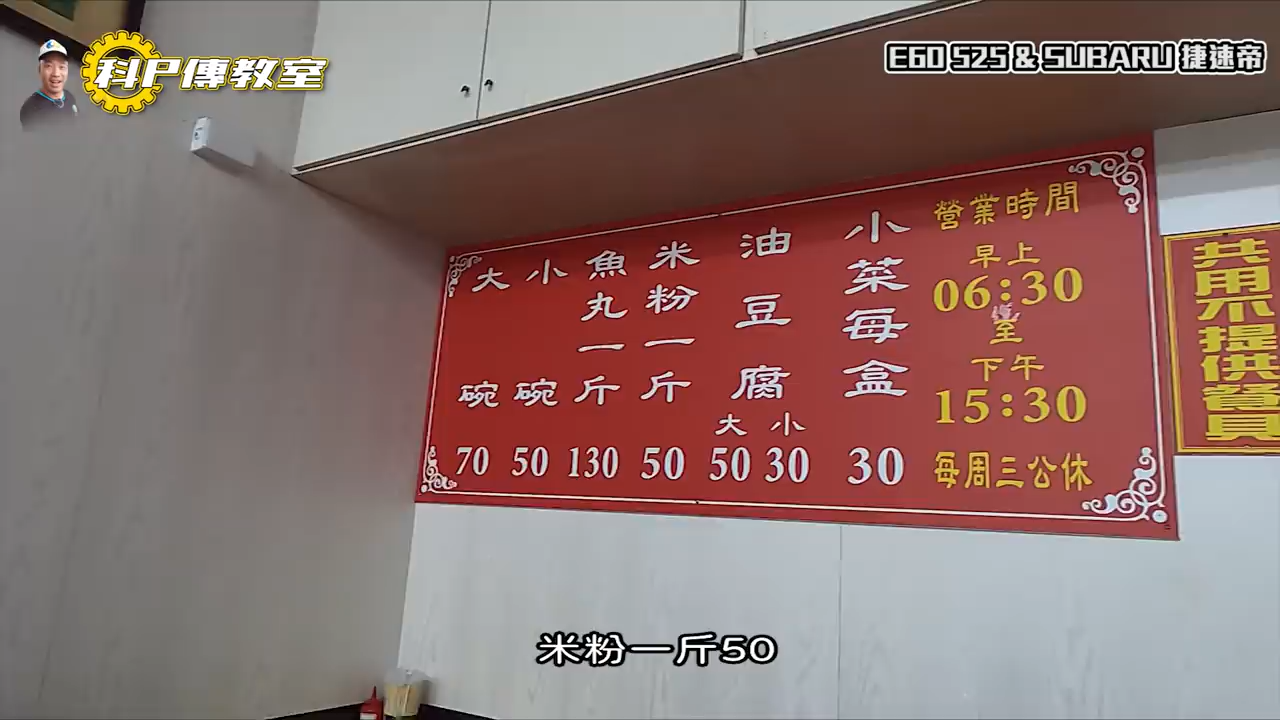 科P傳教室
E60 525 & SUBARU 捷速帝
大碗 70
小碗 50
魚丸一斤 130
米粉一斤 50
油豆腐 大50 小30
小菜每盒 30
營業時間
早上
06:30
至
下午
15:30
每周三公休
共用不提供餐具
米粉一斤50